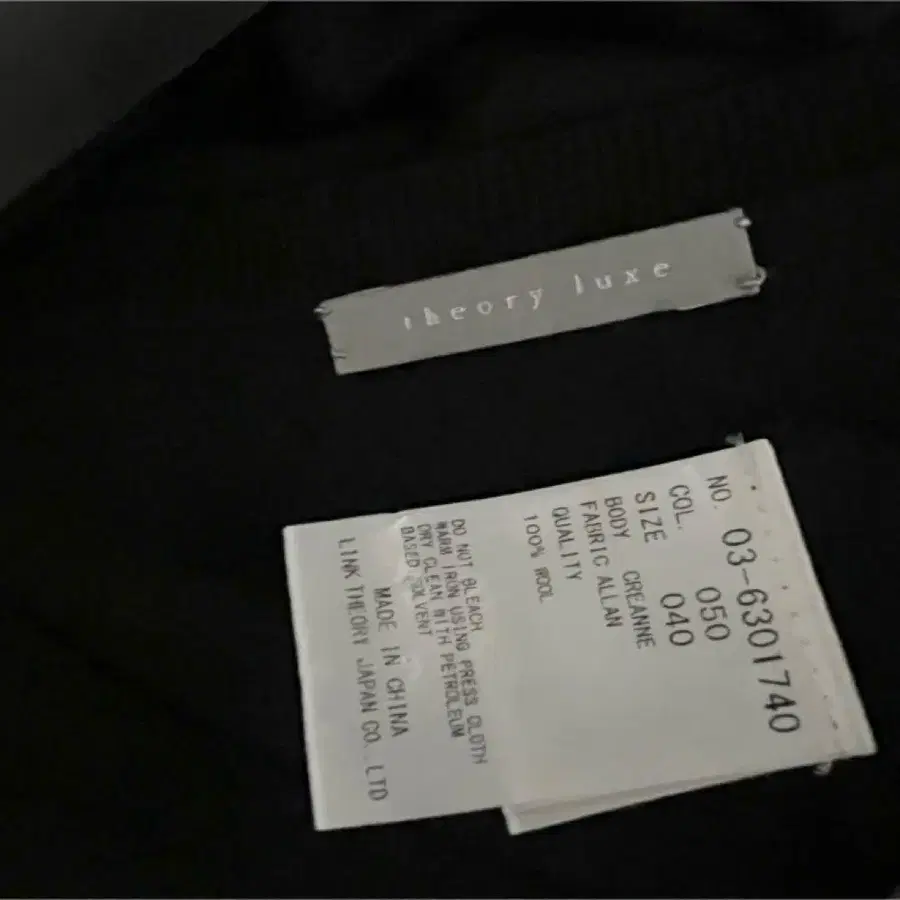 theory luxe
NO. 03-6301740
COL. 050
SIZE 040
BODY CREANNE
FABRIC ALLAN
QUALITY
100% WOOL
DO NOT BLEACH
WARM IRON USING PRESS CLOTH
DRY CLEAN WITH PETROLEUM
BASED SOLVENT
MADE IN CHINA
LINK THEORY JAPAN CO. LTD